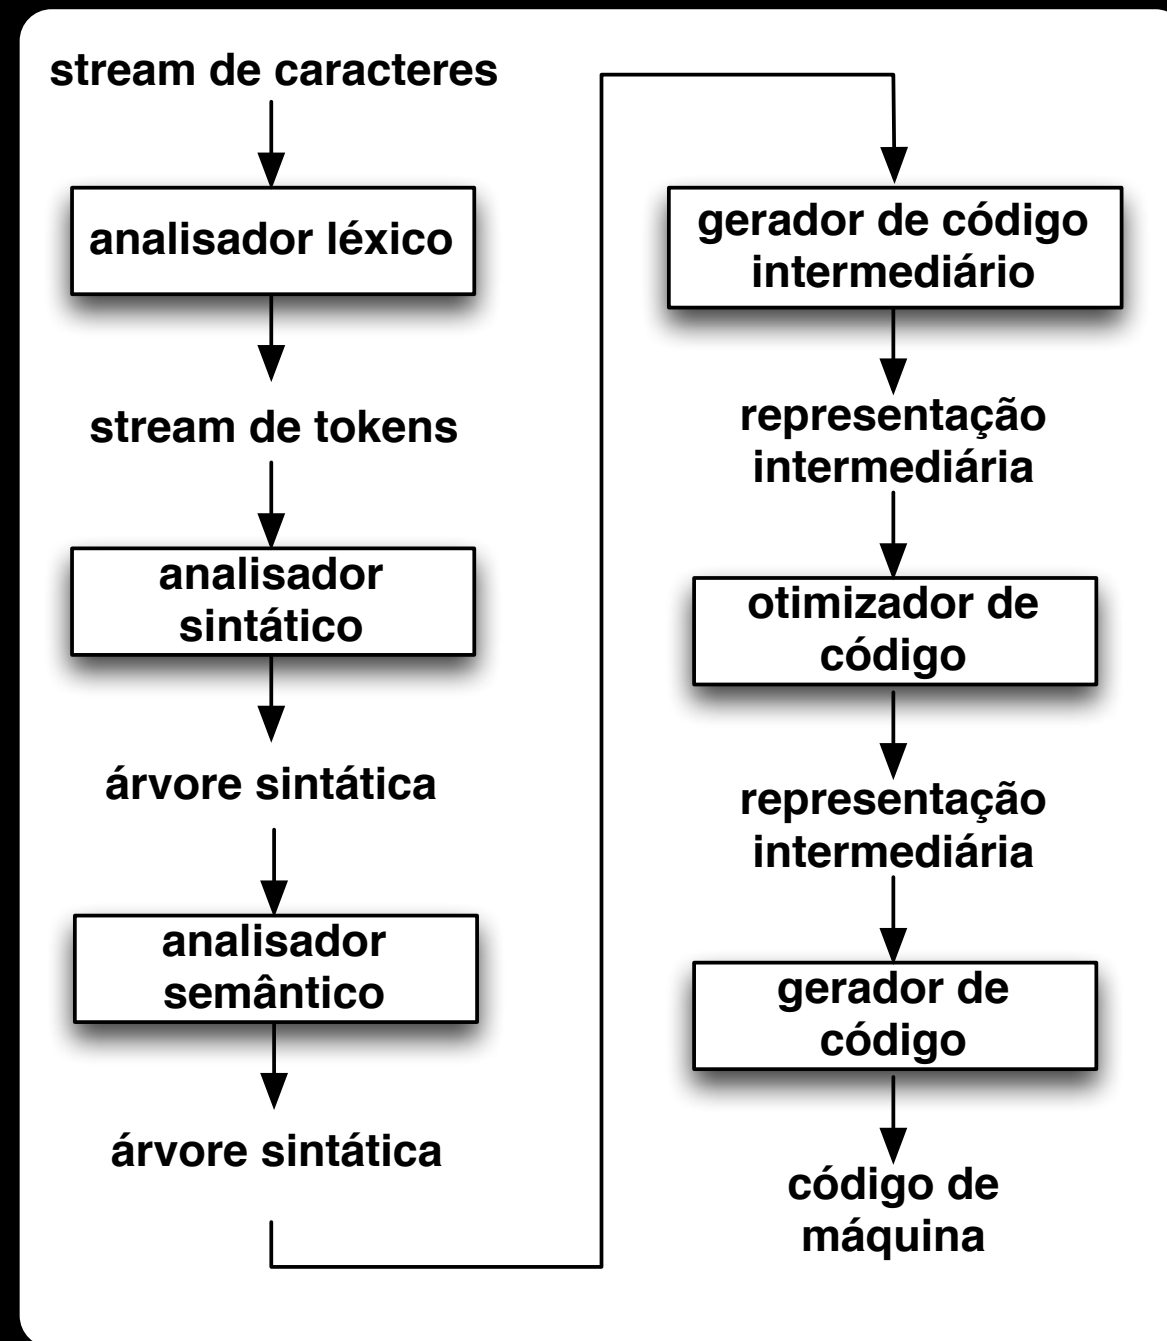 stream de caracteres
analisador léxico
stream de tokens
analisador
sintático
árvore sintática
analisador
semântico
árvore sintática
gerador de código
intermediárío
representação
intermediária
otimizador de
código
representação
intermediária
gerador de
código
código de
máquina